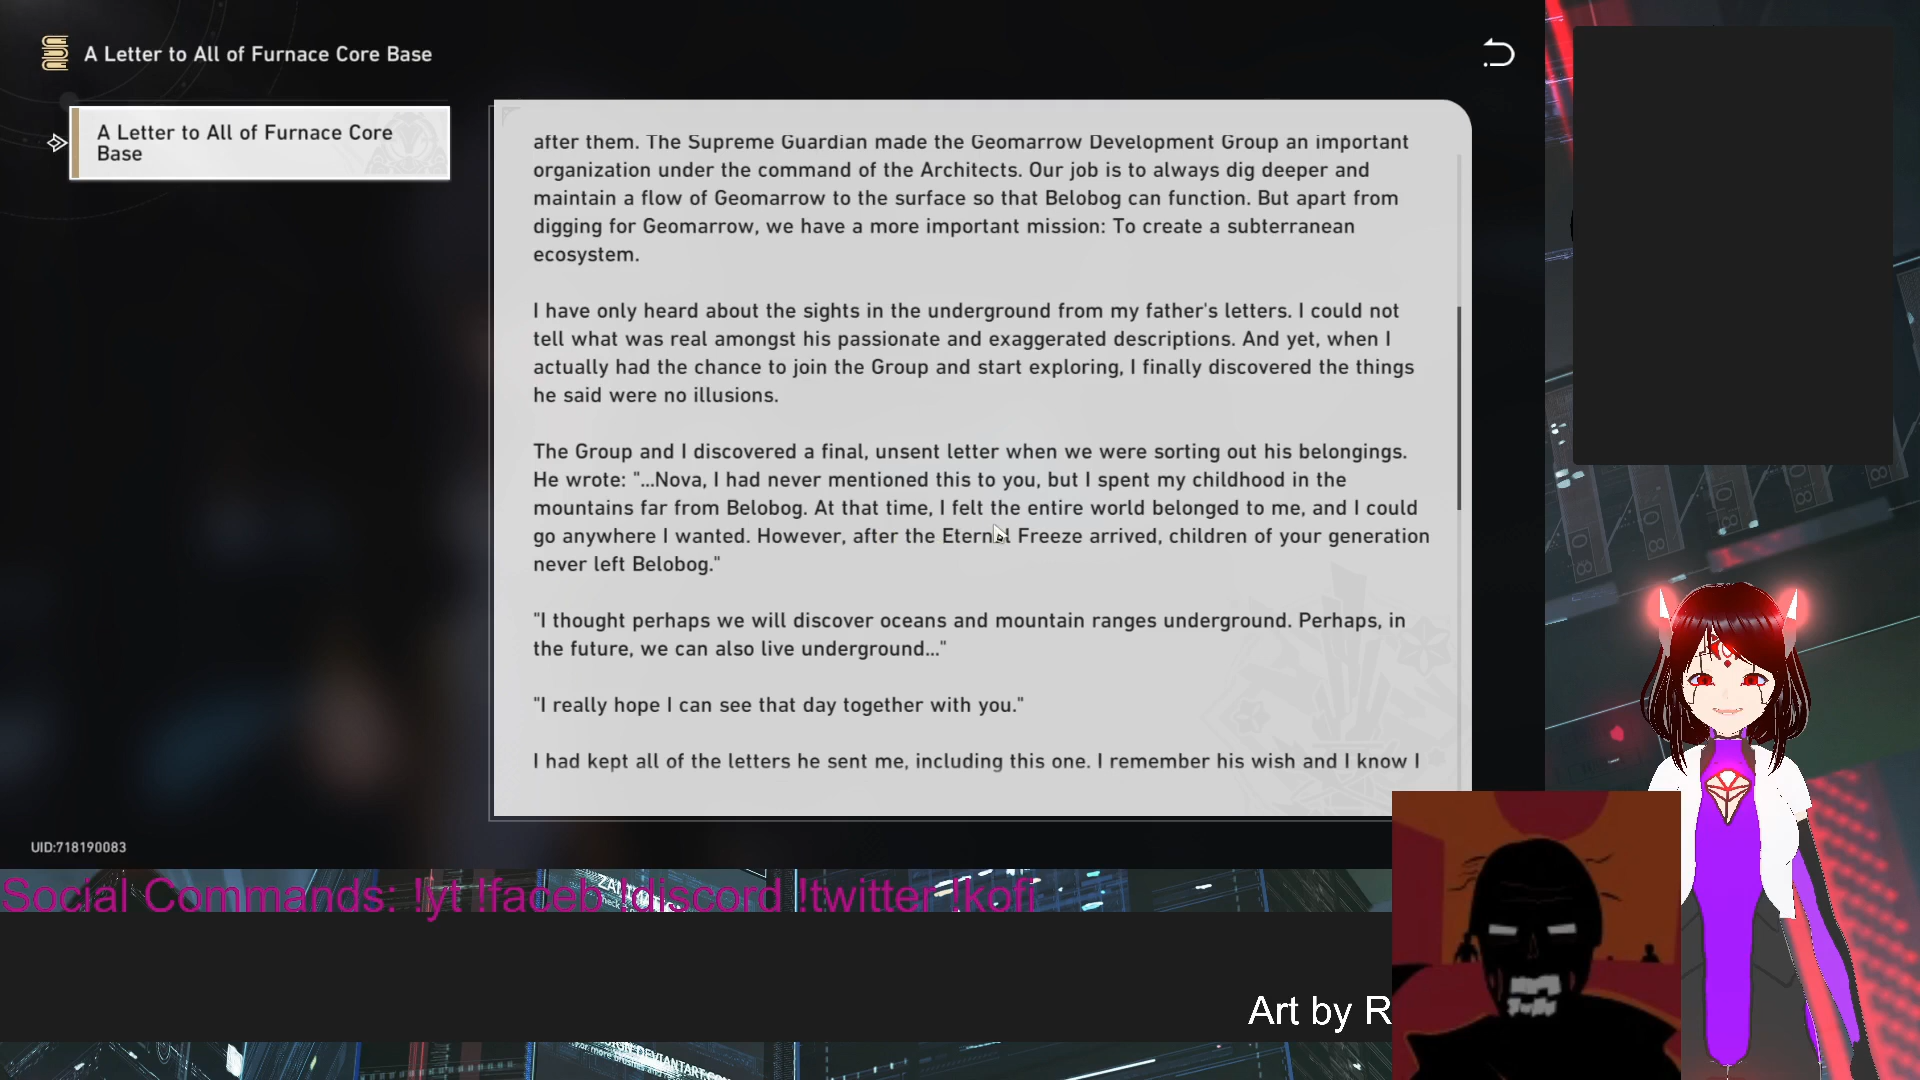 A Letter to All of Furnace Core Base
A Letter to All of Furnace Core
Base
after them. The Supreme Guardian made the Geomarrow Development Group an important
organization under the command of the Architects. Our job is to always dig deeper and
maintain a flow of Geomarrow to the surface so that Belobog can function. But apart from
digging for Geomarrow, we have a more important mission: To create a subterranean
ecosystem.
I have only heard about the sights in the underground from my father's letters. I could not
tell what was real amongst his passionate and exaggerated descriptions. And yet, when I
actually had the chance to join the Group and start exploring, I finally discovered the things
he said were no illusions.
The Group and I discovered a final, unsent letter when we were sorting out his belongings.
He wrote: "...Nova, I had never mentioned this to you, but I spent my childhood in the
mountains far from Belobog. At that time, I felt the entire world belonged to me, and I could
go anywhere I wanted. However, after the Eternal Freeze arrived, children of your generation
never left Belobog."
"I thought perhaps we will discover oceans and mountain ranges underground. Perhaps, in
the future, we can also live underground..."
"I really hope I can see that day together with you."
I had kept all of the letters he sent me, including this one. I remember his wish and I know I
UID:718190083
Social Commands: !yt !faceb !discord !twitter !kofi
Art by R